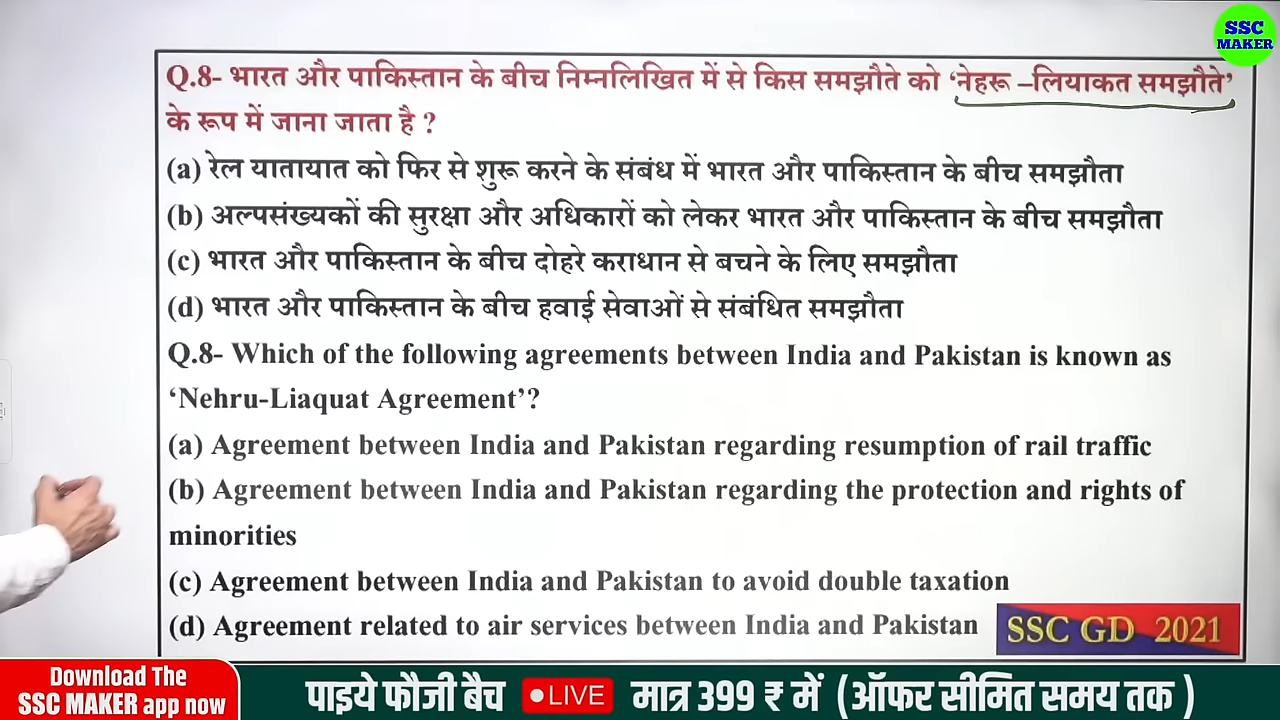 SSC
MAKER
Q.8- भारत और पाकिस्तान के बीच निम्नलिखित में से किस समझौते को ‘नेहरू –लियाकत समझौते’
के रूप में जाना जाता है ?
(a) रेल यातायात को फिर से शुरू करने के संबंध में भारत और पाकिस्तान के बीच समझौता
(b) अल्पसंख्यकों की सुरक्षा और अधिकारों को लेकर भारत और पाकिस्तान के बीच समझौता
(c) भारत और पाकिस्तान के बीच दोहरे कराधान से बचने के लिए समझौता
(d) भारत और पाकिस्तान के बीच हवाई सेवाओं से संबंधित समझौता
Q.8- Which of the following agreements between India and Pakistan is known as
‘Nehru-Liaquat Agreement’?
(a) Agreement between India and Pakistan regarding resumption of rail traffic
(b) Agreement between India and Pakistan regarding the protection and rights of
minorities
(c) Agreement between India and Pakistan to avoid double taxation
(d) Agreement related to air services between India and Pakistan
SSC GD 2021
Download The
SSC MAKER app now
पाइये फौजी बैच LIVE मात्र 399 ₹ में (ऑफर सीमित समय तक )